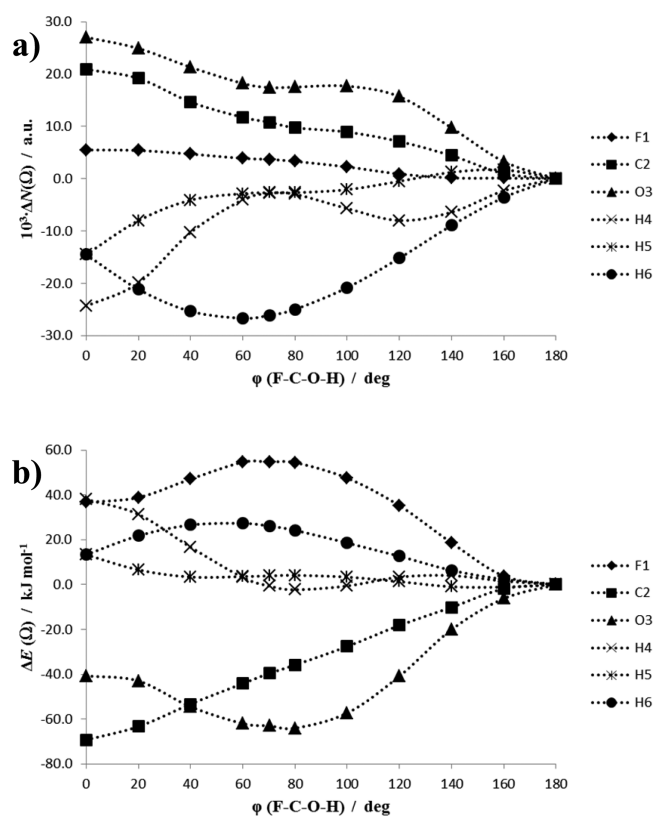 a)
10³·ΔN(Ω) / a.u.
30.0
20.0
10.0
0.0
-10.0
-20.0
-30.0
0 20 40 60 80 100 120 140 160 180
φ (F-C-O-H) / deg
F1
C2
O3
H4
H5
H6
b)
ΔE (Ω) / kJ mol⁻¹
60.0
40.0
20.0
0.0
-20.0
-40.0
-60.0
-80.0
0 20 40 60 80 100 120 140 160 180
φ (F-C-O-H) / deg
F1
C2
O3
H4
H5
H6